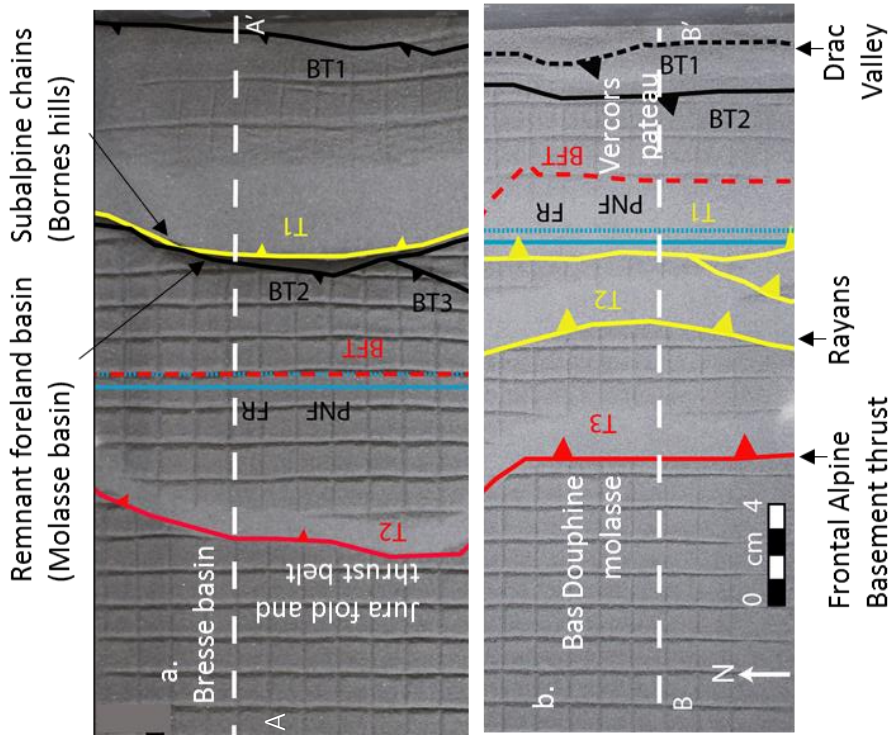 Subalpine chains
(Bornes hills)
Remnant foreland basin
(Molasse basin)
A'
BT1
T1
BT2
BT3
BFT
FR PNF
T2
Jura fold and
thrust belt
Bresse basin
a.
A
B'
BT1
BT2
Vercors
pateau
BFT
FR PNF
T1
T2
T3
Bas Douphine
molasse
0 cm 4
N
b.
B
Drac
Valley
Rayans
Frontal Alpine
Basement thrust